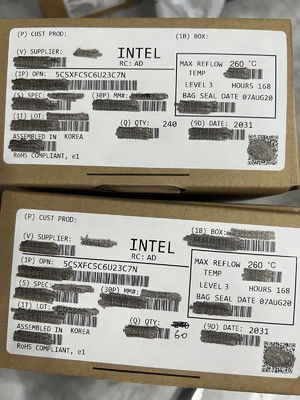 (P) CUST PROD:
(1B) BOX:
(V) SUPPLIER:
INTEL
RC: AD
(1P) OPN: 5CSXFC5C6U23C7N
MAX REFLOW 260 °C
TEMP
(S) SPEC:
(30P) MM#:
LEVEL 3 HOURS 168
BAG SEAL DATE 07AUG20
(1T) LOT:
(Q) QTY: 240
(9D) DATE: 2031
ASSEMBLED IN KOREA
RoHS COMPLIANT, e1
(P) CUST PROD:
(1B) BOX:
(V) SUPPLIER:
INTEL
RC: AD
(1P) OPN: 5CSXFC5C6U23C7N
MAX REFLOW 260 °C
TEMP
(S) SPEC:
(30P) MM#:
LEVEL 3 HOURS 168
BAG SEAL DATE 07AUG20
(1T) LOT:
(Q) QTY: 240
60
(9D) DATE: 2031
ASSEMBLED IN KOREA
RoHS COMPLIANT, e1